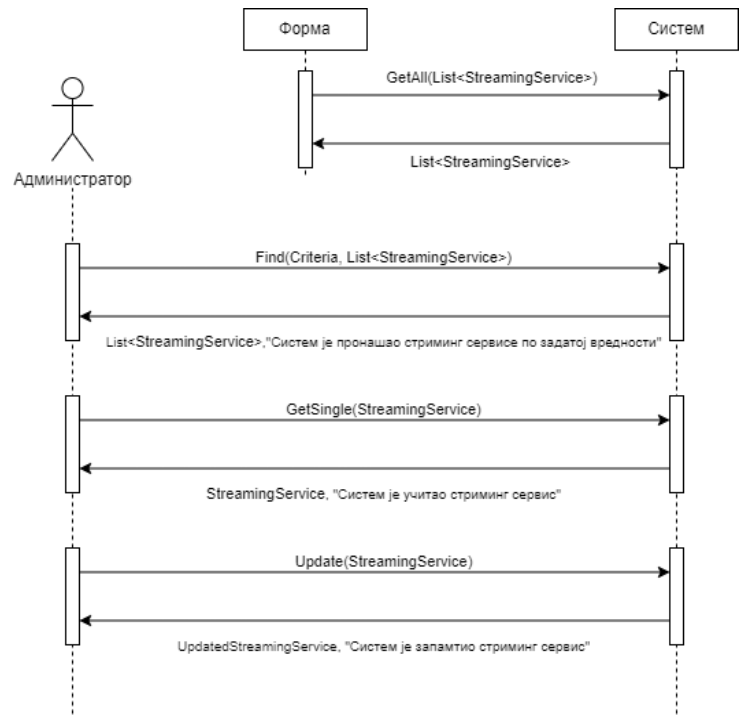 Форма
Систем
GetAll(List<StreamingService>)
List<StreamingService>
Администратор
Find(Criteria, List<StreamingService>)
List<StreamingService>,"Систем је пронашао стриминг сервисе по задатој вредности"
GetSingle(StreamingService)
StreamingService, "Систем је учитао стриминг сервис"
Update(StreamingService)
UpdatedStreamingService, "Систем је запамтио стриминг сервис"